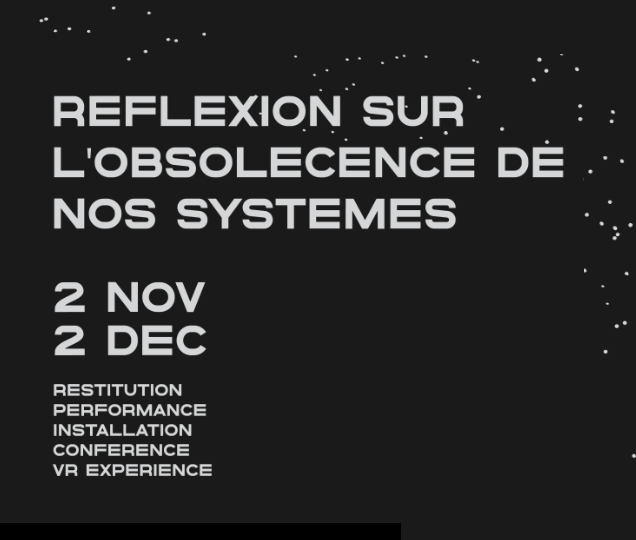 REFLEXION SUR
L'OBSOLECENCE DE
NOS SYSTEMES
2 NOV
2 DEC
RESTITUTION
PERFORMANCE
INSTALLATION
CONFERENCE
VR EXPERIENCE